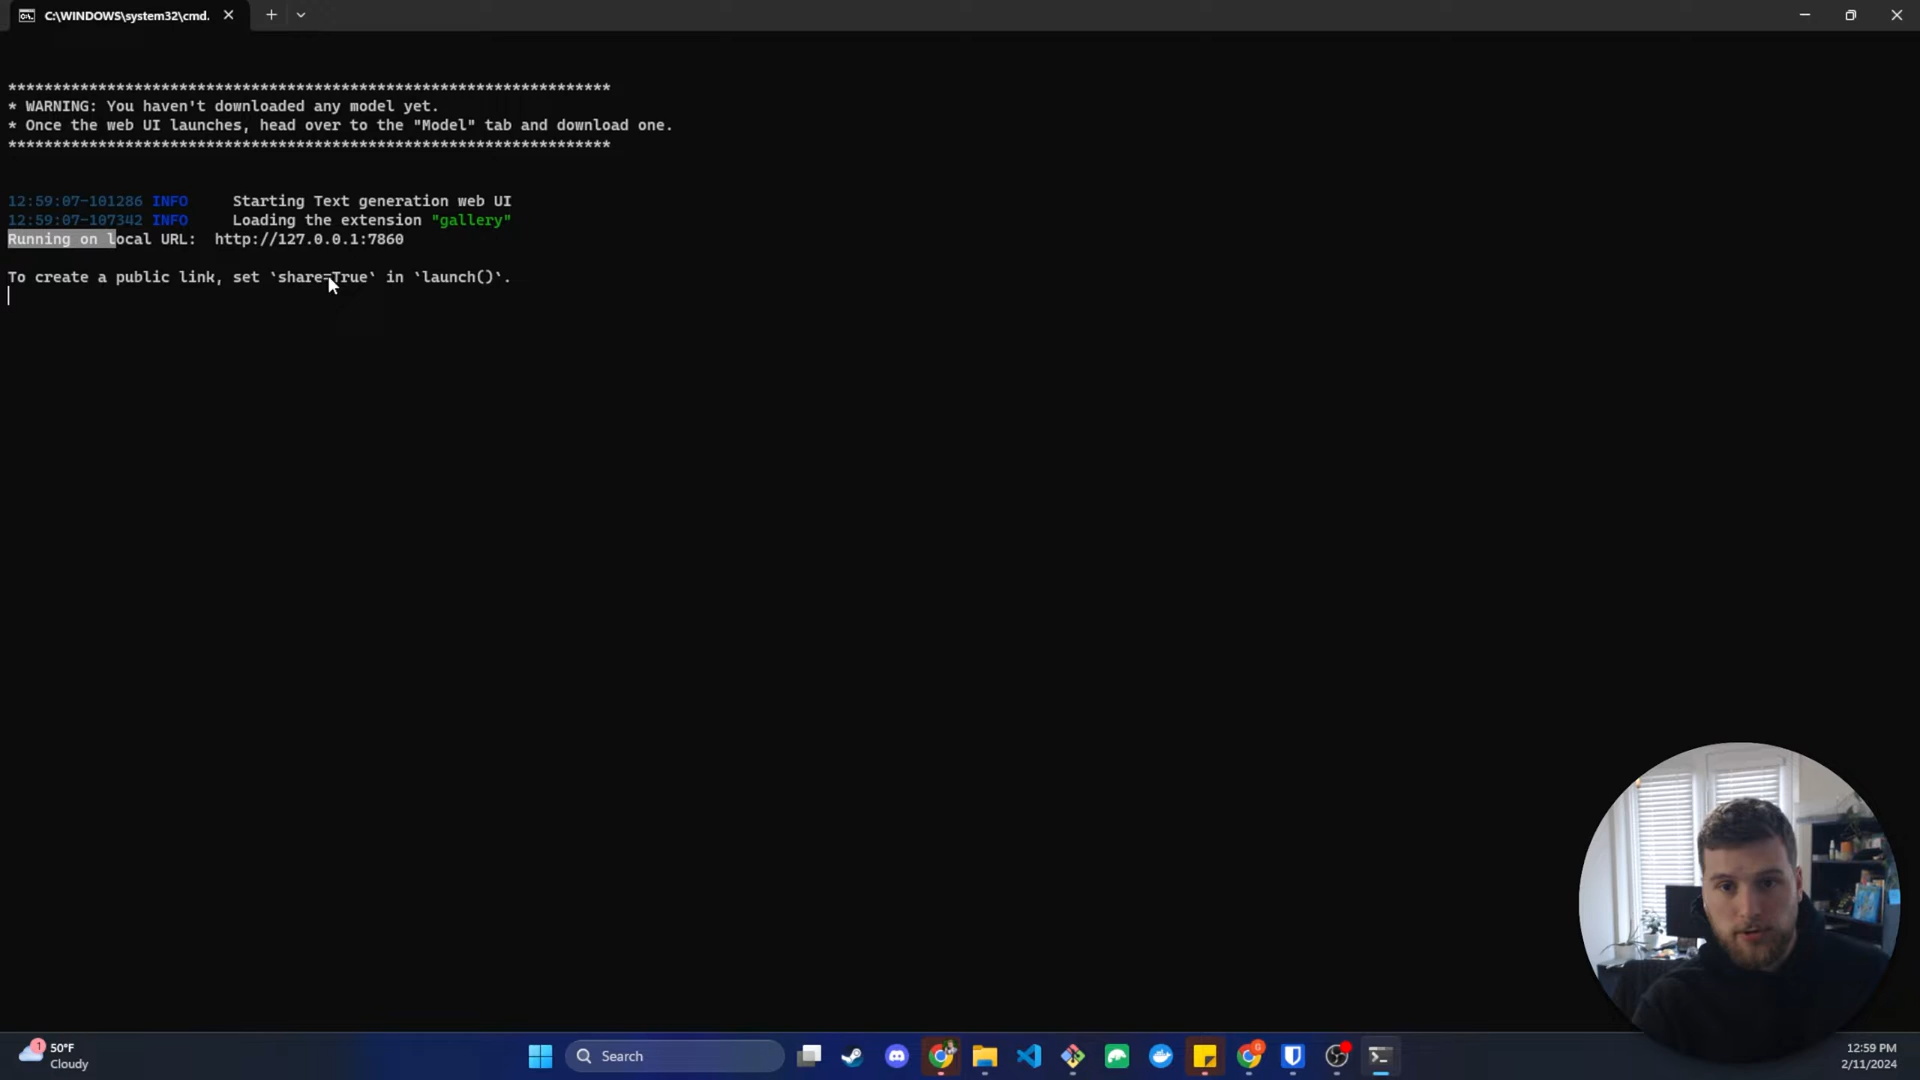 C:\WINDOWS\system32\cmd.
*******************************************************************
* WARNING: You haven't downloaded any model yet.
* Once the web UI launches, head over to the "Model" tab and download one.
*******************************************************************
12:59:07-101286 INFO     Starting Text generation web UI
12:59:07-107342 INFO     Loading the extension "gallery"
Running on local URL:  http://127.0.0.1:7860
To create a public link, set `share=True` in `launch()`.
1
50°F
Cloudy
Search
G
12:59 PM
2/11/2024